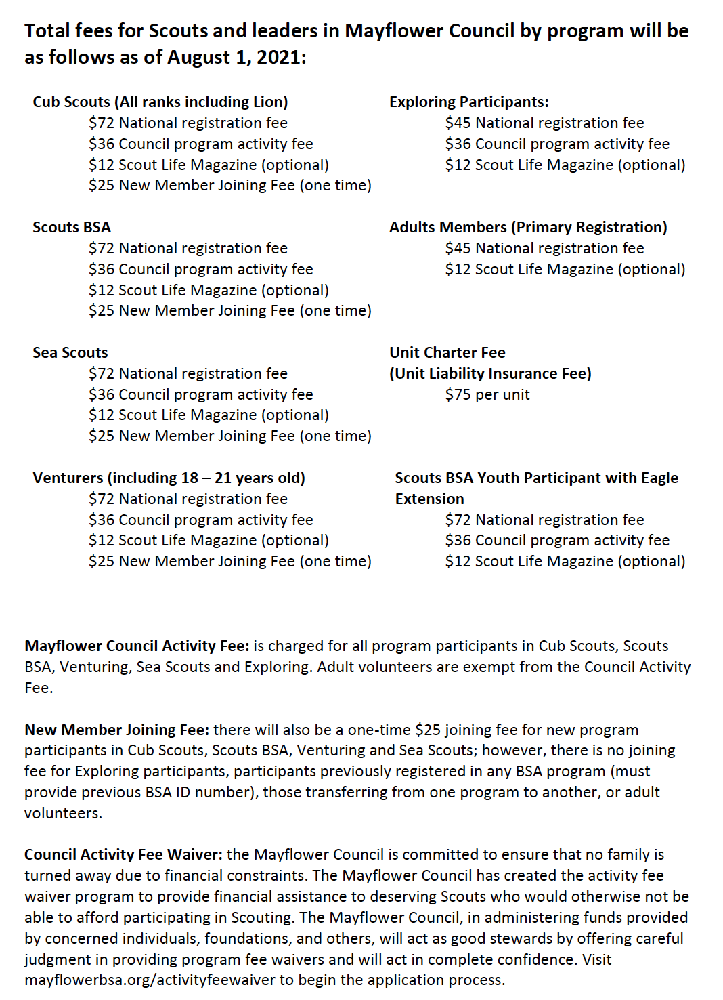 Total fees for Scouts and leaders in Mayflower Council by program will be
as follows as of August 1, 2021:
Cub Scouts (All ranks including Lion)
$72 National registration fee
$36 Council program activity fee
$12 Scout Life Magazine (optional)
$25 New Member Joining Fee (one time)
Exploring Participants:
$45 National registration fee
$36 Council program activity fee
$12 Scout Life Magazine (optional)
Scouts BSA
$72 National registration fee
$36 Council program activity fee
$12 Scout Life Magazine (optional)
$25 New Member Joining Fee (one time)
Adults Members (Primary Registration)
$45 National registration fee
$12 Scout Life Magazine (optional)
Sea Scouts
$72 National registration fee
$36 Council program activity fee
$12 Scout Life Magazine (optional)
$25 New Member Joining Fee (one time)
Unit Charter Fee
(Unit Liability Insurance Fee)
$75 per unit
Venturers (including 18 – 21 years old)
$72 National registration fee
$36 Council program activity fee
$12 Scout Life Magazine (optional)
$25 New Member Joining Fee (one time)
Scouts BSA Youth Participant with Eagle
Extension
$72 National registration fee
$36 Council program activity fee
$12 Scout Life Magazine (optional)
Mayflower Council Activity Fee: is charged for all program participants in Cub Scouts, Scouts
BSA, Venturing, Sea Scouts and Exploring. Adult volunteers are exempt from the Council Activity
Fee.
New Member Joining Fee: there will also be a one-time $25 joining fee for new program
participants in Cub Scouts, Scouts BSA, Venturing and Sea Scouts; however, there is no joining
fee for Exploring participants, participants previously registered in any BSA program (must
provide previous BSA ID number), those transferring from one program to another, or adult
volunteers.
Council Activity Fee Waiver: the Mayflower Council is committed to ensure that no family is
turned away due to financial constraints. The Mayflower Council has created the activity fee
waiver program to provide financial assistance to deserving Scouts who would otherwise not be
able to afford participating in Scouting. The Mayflower Council, in administering funds provided
by concerned individuals, foundations, and others, will act as good stewards by offering careful
judgment in providing program fee waivers and will act in complete confidence. Visit
mayflowerbsa.org/activityfeewaiver to begin the application process.